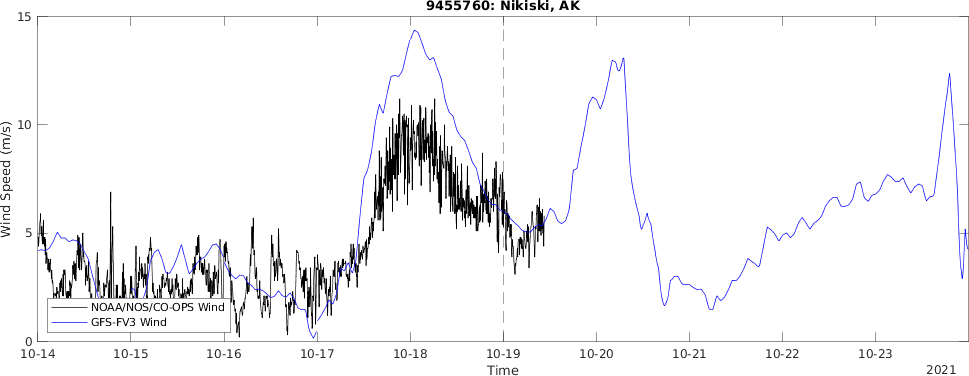 9455760: Nikiski, AK
15
10
5
0
Wind Speed (m/s)
NOAA/NOS/CO-OPS Wind
GFS-FV3 Wind
10-14 10-15 10-16 10-17 10-18 10-19 10-20 10-21 10-22 10-23
Time
2021